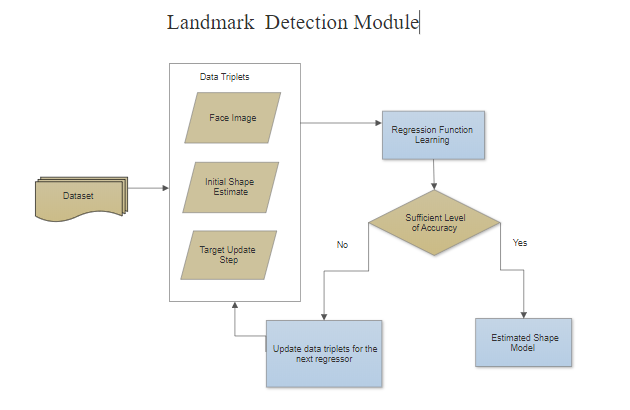 Landmark  Detection Module
Data Triplets
Face Image
Initial Shape
Estimate
Target Update
Step
Dataset
Regression Function
Learning
Sufficient Level
of Accuracy
No
Yes
Update data triplets for the
next regressor
Estimated Shape
Model